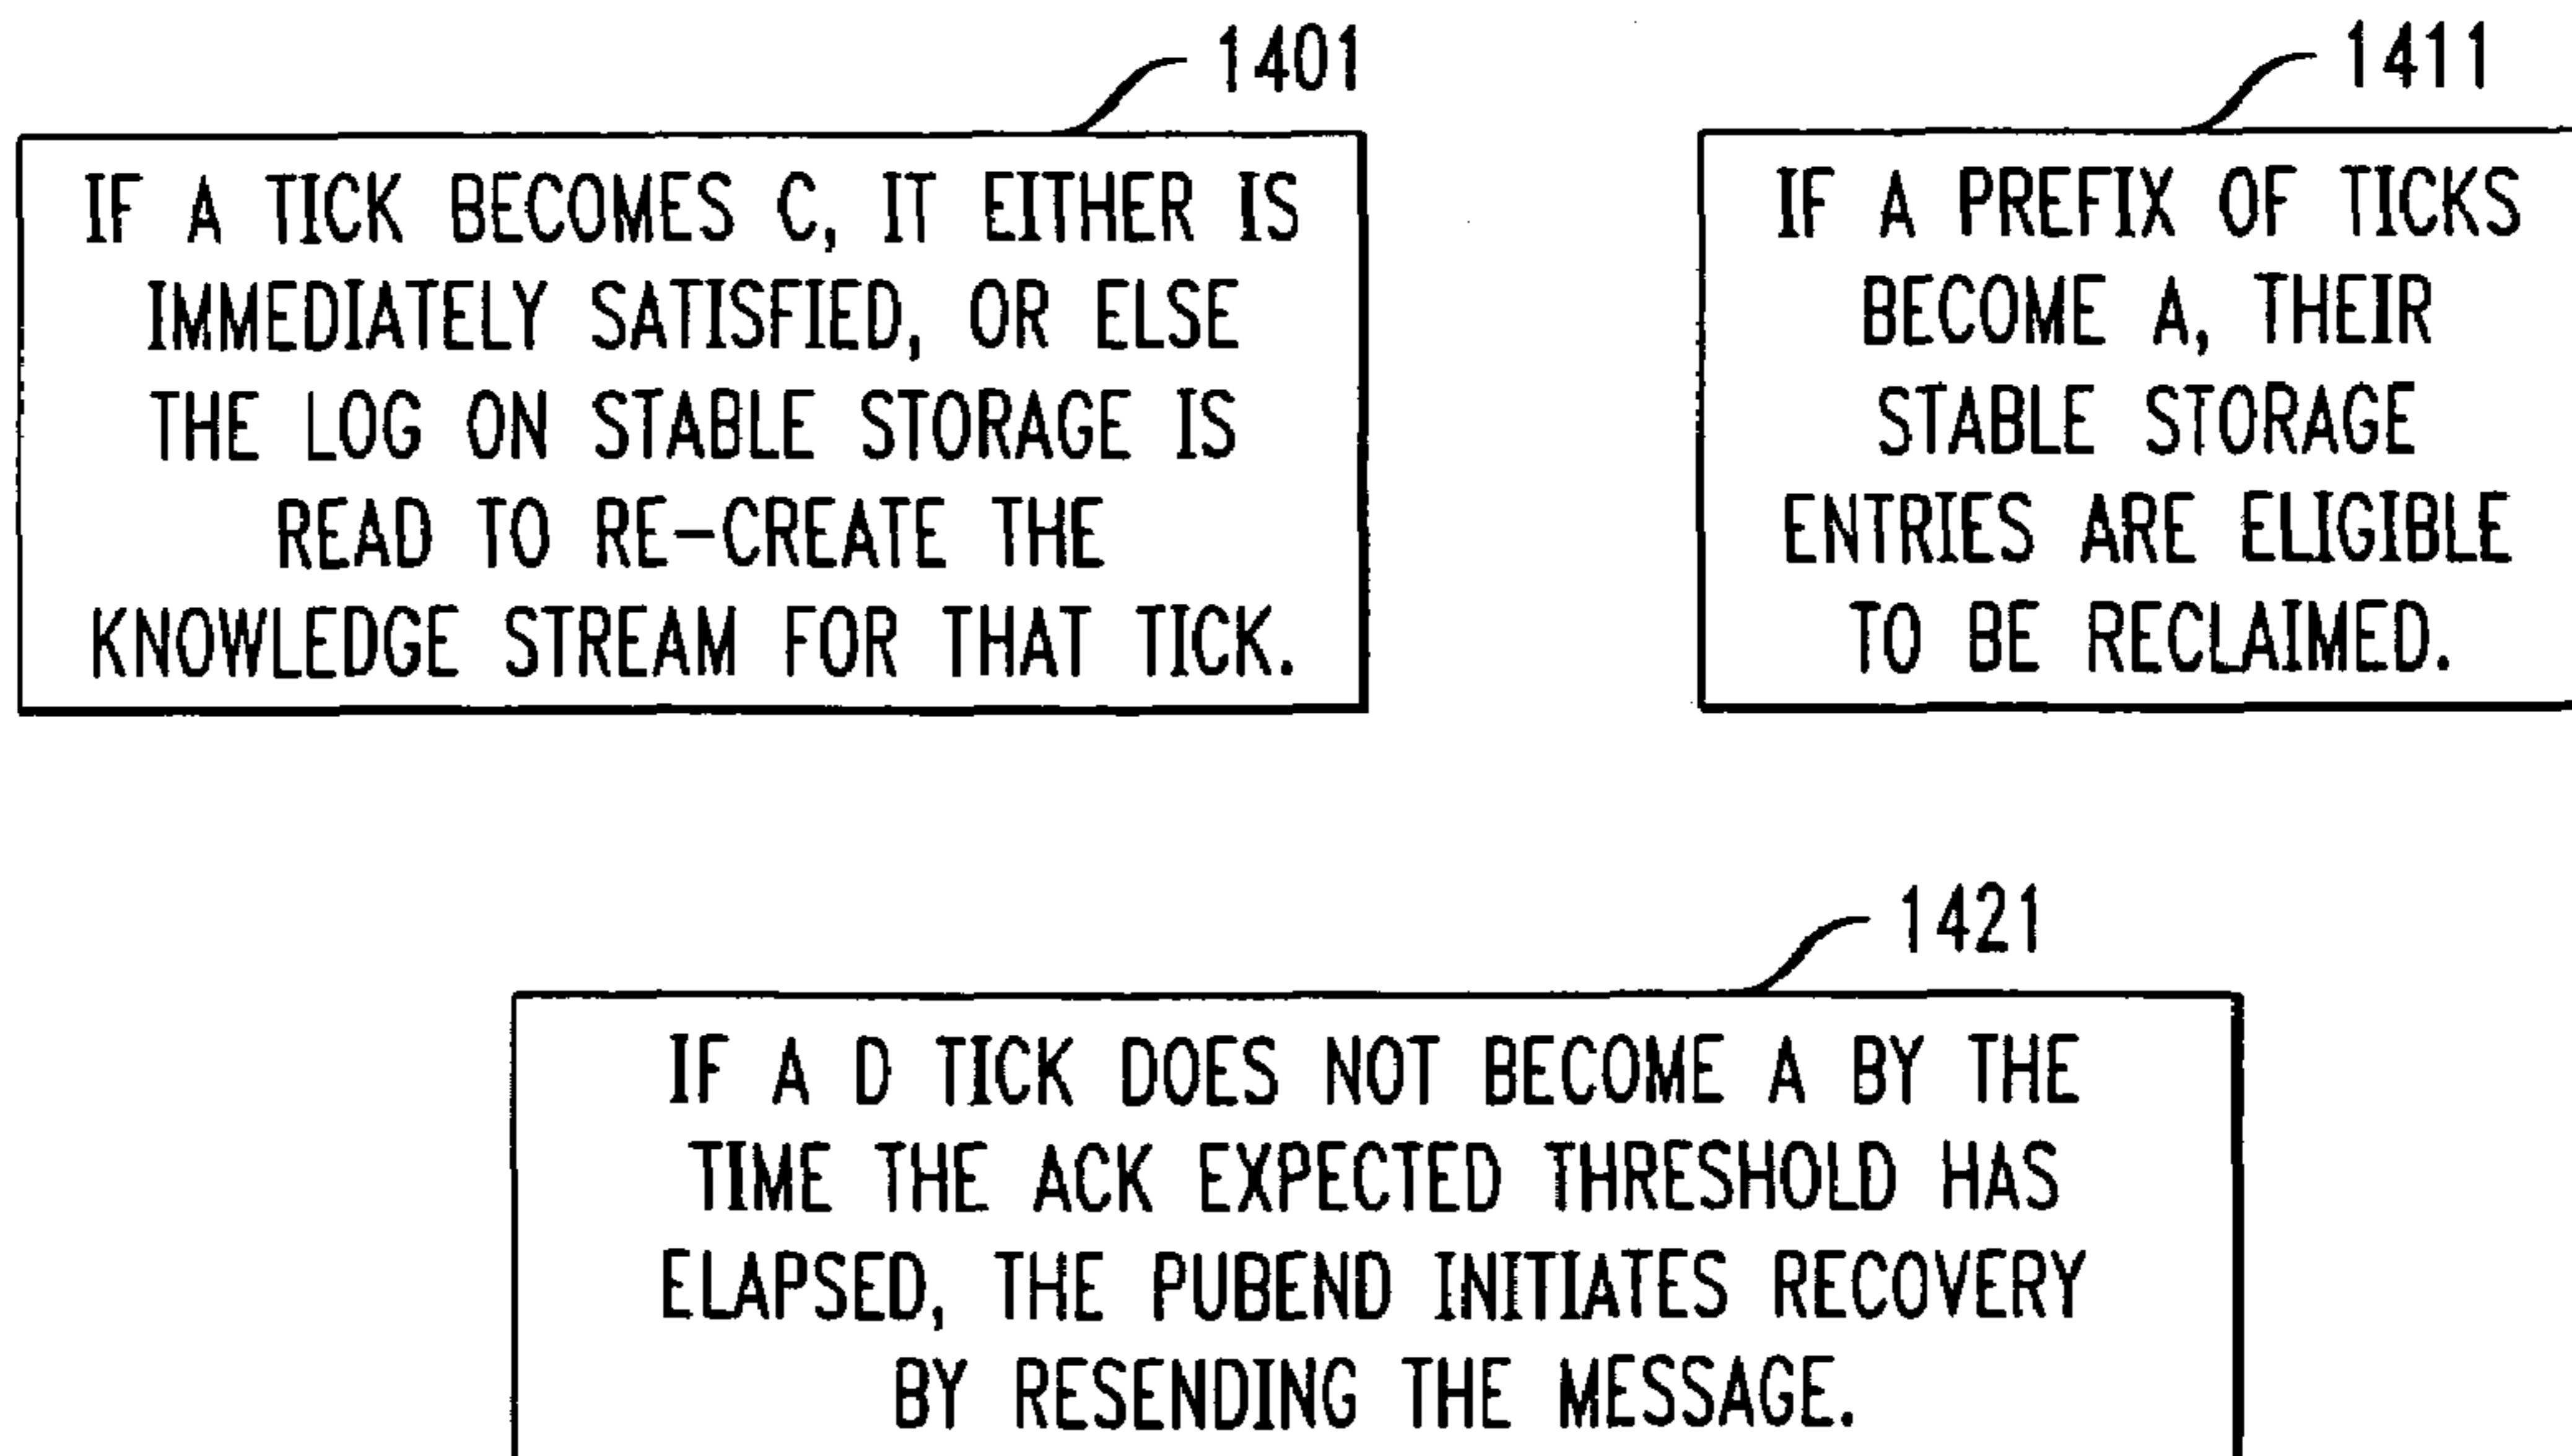 1401
IF A TICK BECOMES C, IT EITHER IS
IMMEDIATELY SATISFIED, OR ELSE
THE LOG ON STABLE STORAGE IS
READ TO RE-CREATE THE
KNOWLEDGE STREAM FOR THAT TICK.
1411
IF A PREFIX OF TICKS
BECOME A, THEIR
STABLE STORAGE
ENTRIES ARE ELIGIBLE
TO BE RECLAIMED.
1421
IF A D TICK DOES NOT BECOME A BY THE
TIME THE ACK EXPECTED THRESHOLD HAS
ELAPSED, THE PUBEND INITIATES RECOVERY
BY RESENDING THE MESSAGE.